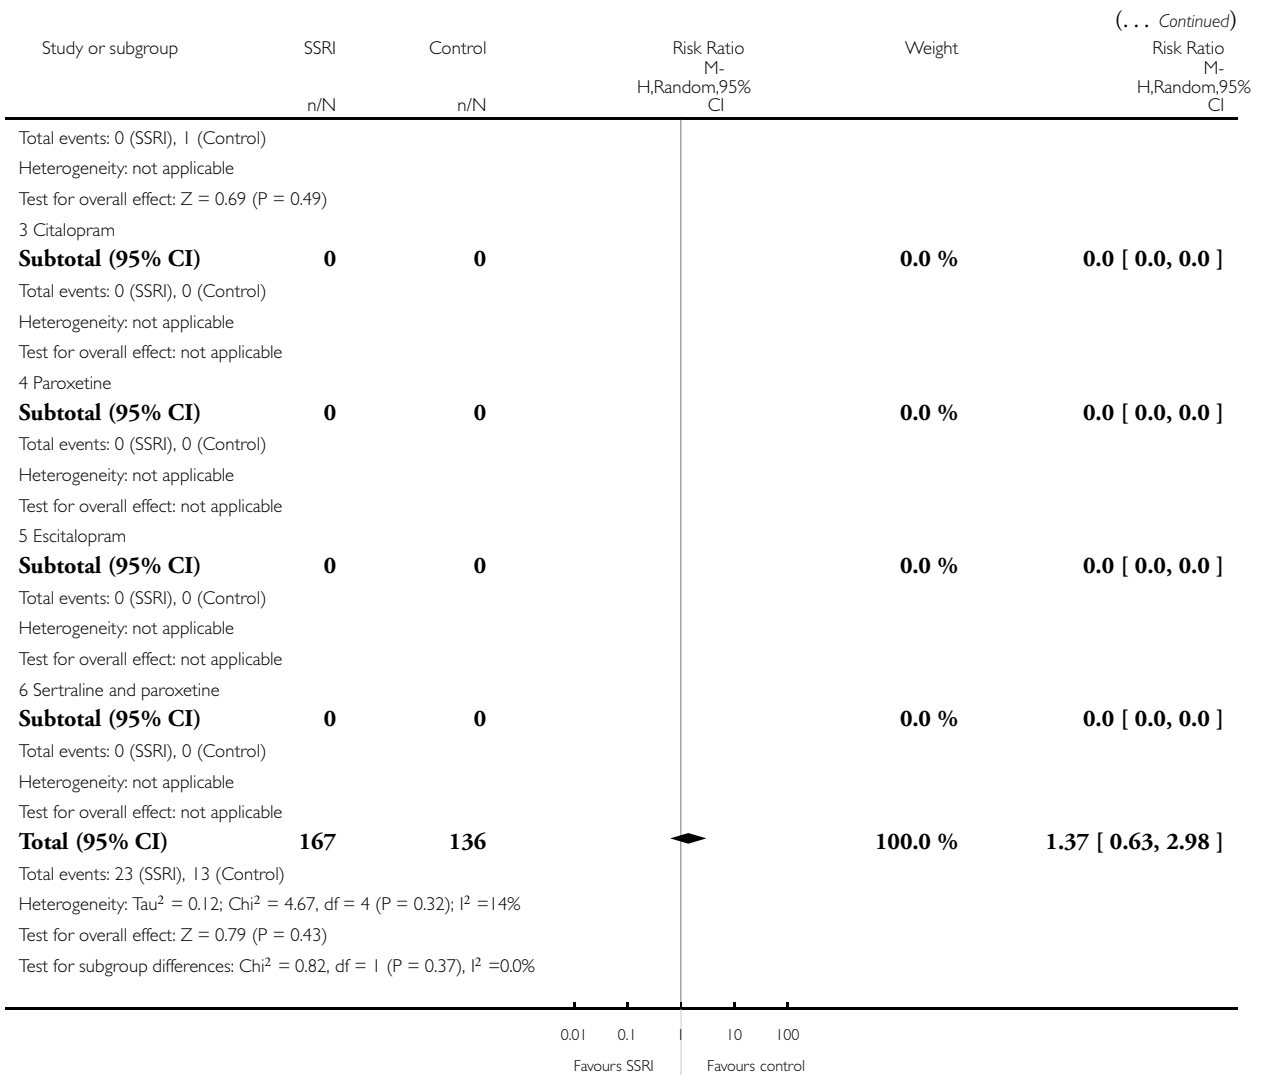 (... Continued)
Study or subgroup SSRI Control Risk Ratio Weight Risk Ratio
M- M-
H,Random,95% H,Random,95%
n/N n/N CI CI
Total events: 0 (SSRI), 1 (Control)
Heterogeneity: not applicable
Test for overall effect: Z = 0.69 (P = 0.49)
3 Citalopram
Subtotal (95% CI) 0 0 0.0 % 0.0 [ 0.0, 0.0 ]
Total events: 0 (SSRI), 0 (Control)
Heterogeneity: not applicable
Test for overall effect: not applicable
4 Paroxetine
Subtotal (95% CI) 0 0 0.0 % 0.0 [ 0.0, 0.0 ]
Total events: 0 (SSRI), 0 (Control)
Heterogeneity: not applicable
Test for overall effect: not applicable
5 Escitalopram
Subtotal (95% CI) 0 0 0.0 % 0.0 [ 0.0, 0.0 ]
Total events: 0 (SSRI), 0 (Control)
Heterogeneity: not applicable
Test for overall effect: not applicable
6 Sertraline and paroxetine
Subtotal (95% CI) 0 0 0.0 % 0.0 [ 0.0, 0.0 ]
Total events: 0 (SSRI), 0 (Control)
Heterogeneity: not applicable
Test for overall effect: not applicable
Total (95% CI) 167 136 100.0 % 1.37 [ 0.63, 2.98 ]
Total events: 23 (SSRI), 13 (Control)
Heterogeneity: Tau² = 0.12; Chi² = 4.67, df = 4 (P = 0.32); I² =14%
Test for overall effect: Z = 0.79 (P = 0.43)
Test for subgroup differences: Chi² = 0.82, df = 1 (P = 0.37), I² =0.0%
0.01 0.1 1 10 100
Favours SSRI Favours control